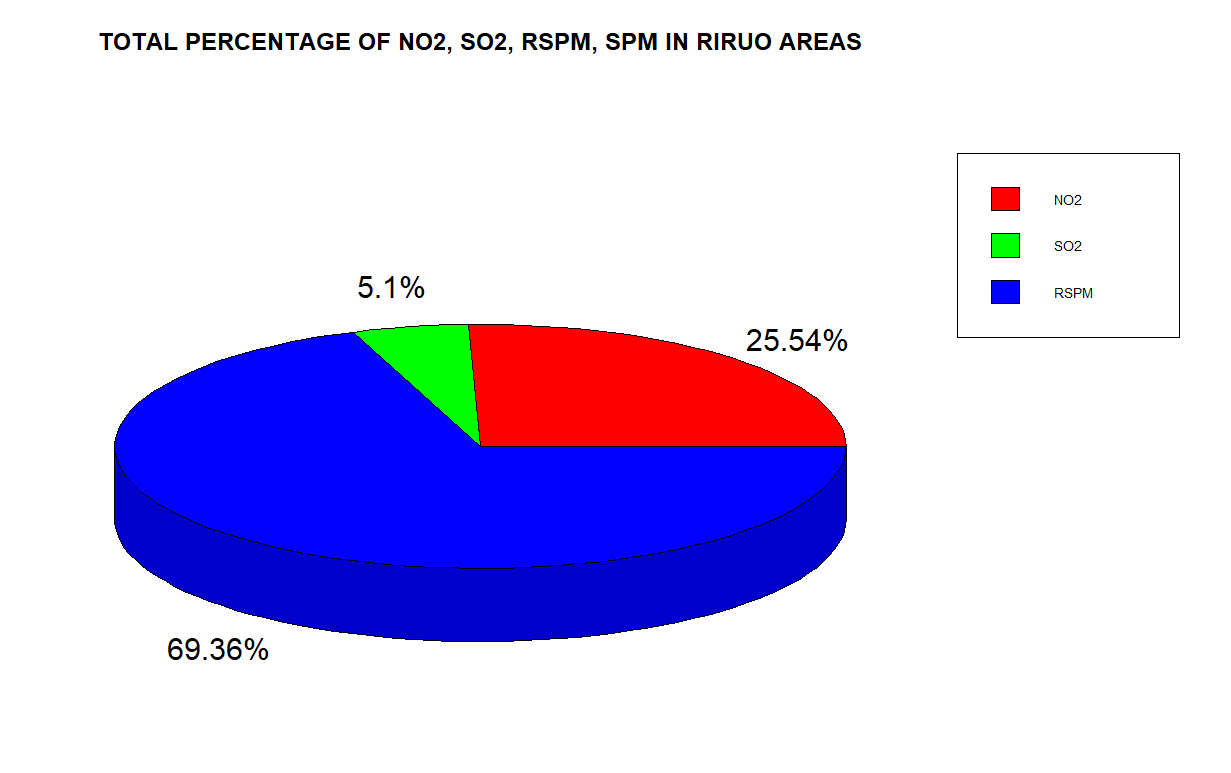 TOTAL PERCENTAGE OF NO2, SO2, RSPM, SPM IN RIRUO AREAS
NO2
SO2
RSPM
5.1%
25.54%
69.36%